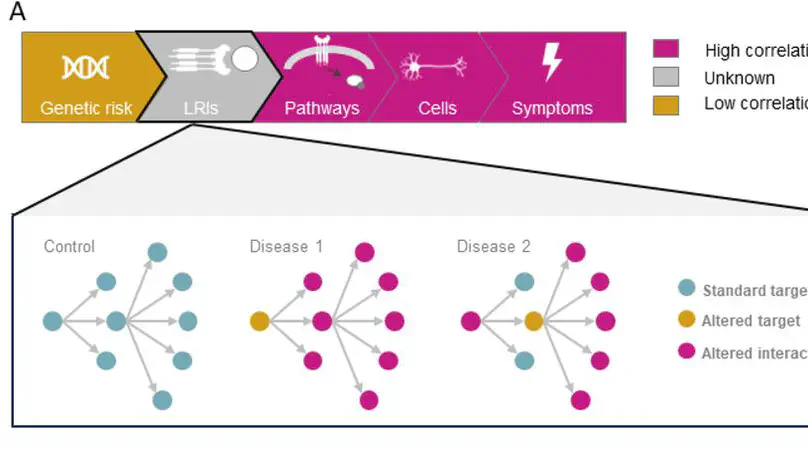 A
Genetic risk
LRIs
Pathways
Cells
Symptoms
High correlati
Unknown
Low correlatio
Control
Disease 1
Disease 2
Standard targe
Altered target
Altered interac